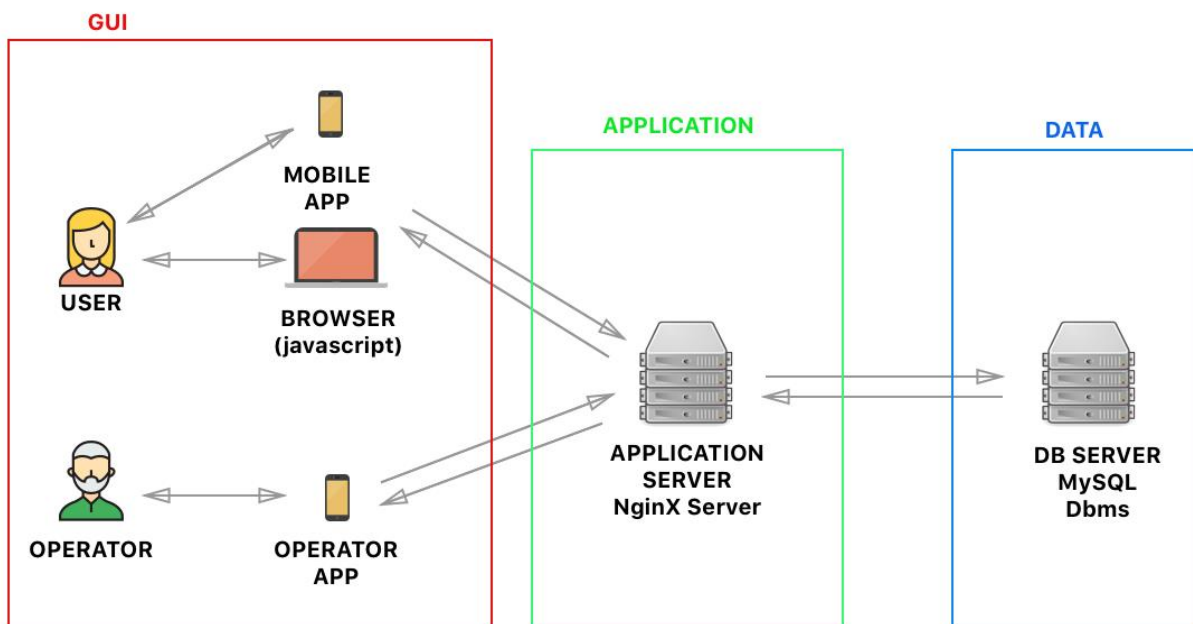 GUI
MOBILE
APP
USER
BROWSER
(javascript)
OPERATOR
OPERATOR
APP
APPLICATION
APPLICATION
SERVER
NginX Server
DATA
DB SERVER
MySQL
Dbms